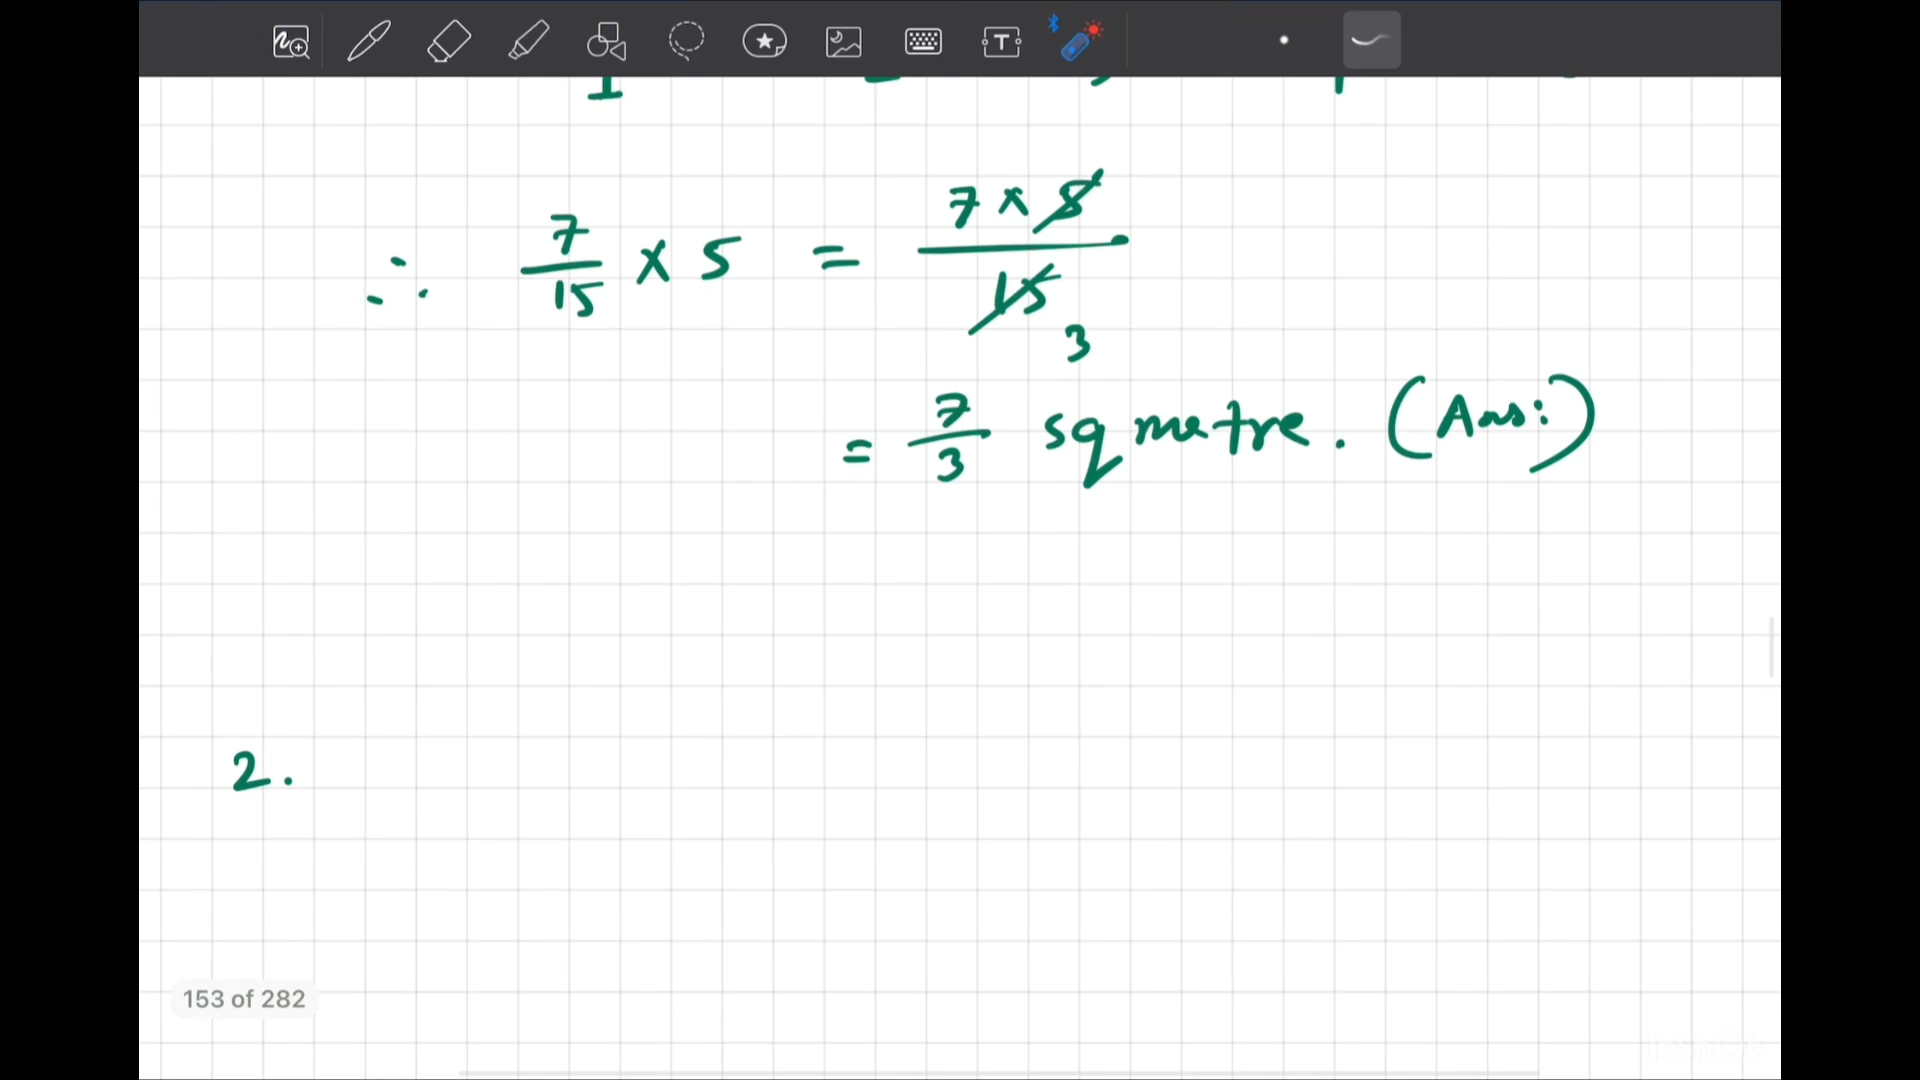 ∴ 7/15 × 5 = 7 × 5/15 3
= 7/3 sq metre. (Ans:)
2.
153 of 282